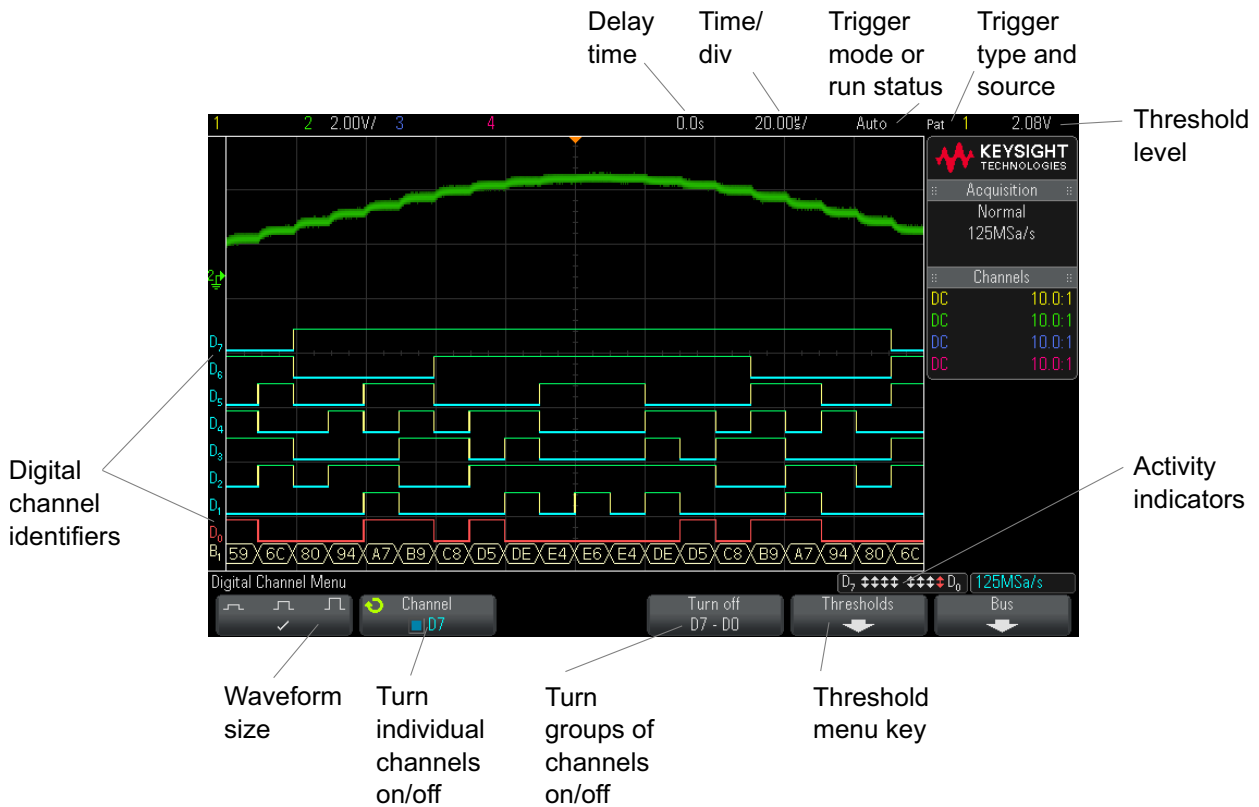 Delay
time
Time/
div
Trigger
mode or
run status
Trigger
type and
source
Threshold
level
1 2 2.00V/ 3 4 0.0s 20.00µs/ Auto Pat 1 2.08V
KEYSIGHT
TECHNOLOGIES
Acquisition
Normal
125MSa/s
Channels
DC 10.0:1
DC 10.0:1
DC 10.0:1
DC 10.0:1
2
D7
D6
D5
D4
D3
D2
D1
D0
B1 59 6C 80 94 A7 B9 C8 D5 DE E4 E6 E4 DE D5 C8 B9 A7 94 80 6C
Digital
channel
identifiers
Activity
indicators
Digital Channel Menu
D7 D0 125MSa/s
Channel
D7
Turn off
D7 - D0
Thresholds
Bus
Waveform
size
Turn
individual
channels
on/off
Turn
groups of
channels
on/off
Threshold
menu key